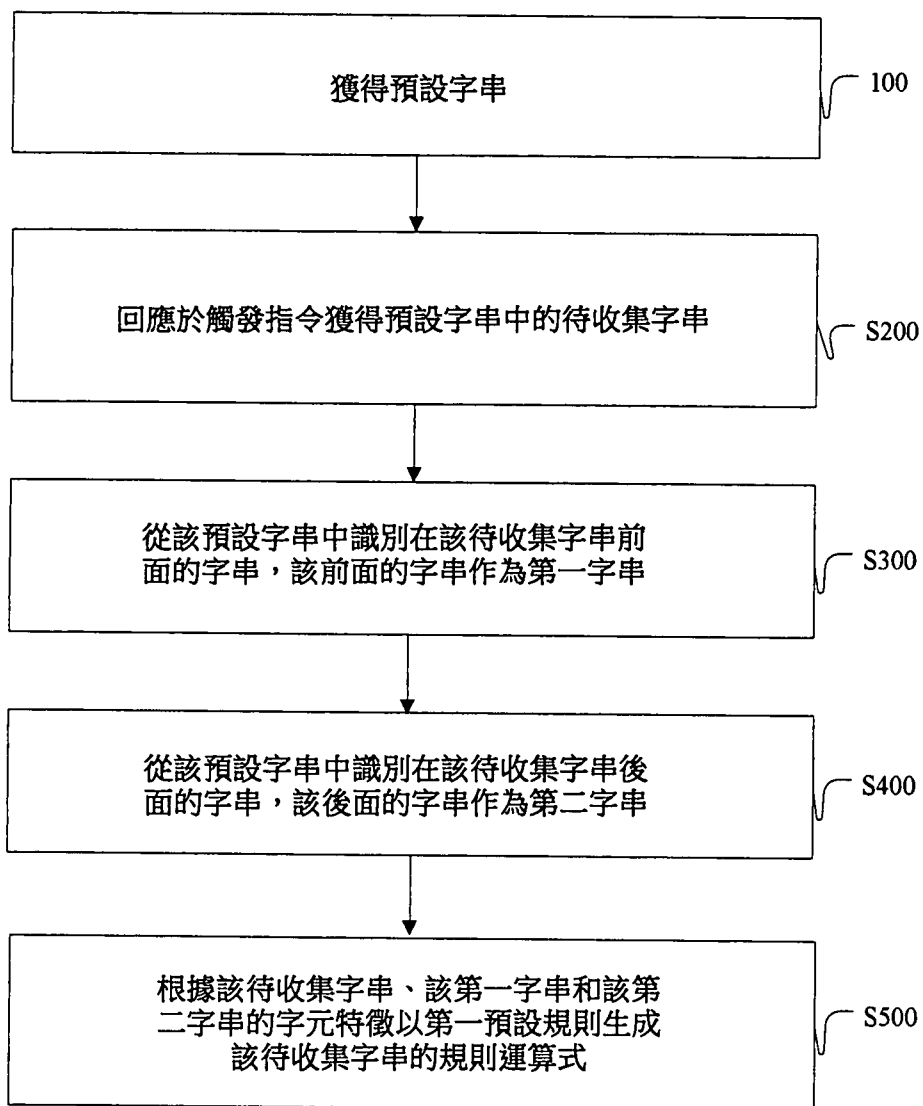 獲得預設字串
100
回應於觸發指令獲得預設字串中的待收集字串
S200
從該預設字串中識別在該待收集字串前
面的字串,該前面的字串作為第一字串
S300
從該預設字串中識別在該待收集字串後
面的字串,該後面的字串作為第二字串
S400
根據該待收集字串、該第一字串和該第
二字串的字元特徵以第一預設規則生成
該待收集字串的規則運算式
S500